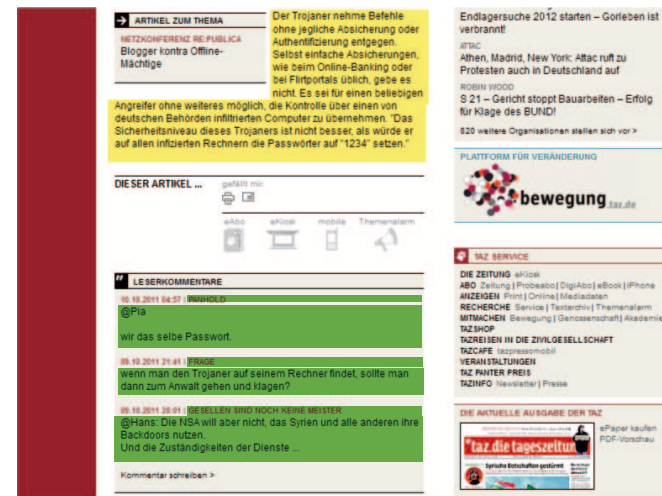 ARTIKEL ZUM THEMA
NETZKONFERENZ RE:PUBLICA
Blogger kontra Offline-
Mächtige
Der Trojaner nehme Befehle
ohne jegliche Absicherung oder
Authentifizierung entgegen.
Selbst einfache Absicherungen,
wie beim Online-Banking oder
bei Flirtportals üblich, gebe es
nicht. Es sei für einen beliebigen
Angreifer ohne weiteres möglich, die Kontrolle über einen von
deutschen Behörden infiltrierten Computer zu übernehmen. "Das
Sicherheitsniveau dieses Trojaners ist nicht besser, als würde er
auf allen infizierten Rechnern die Passwörter auf "1234" setzen."
DIESER ARTIKEL ...
gefällt mir
eAbo eKiosk mobile Themenalarm
LESERKOMMENTARE
10.10.2011 04:57 | PANHOLD
@Pia
wir das selbe Passwort.
09.10.2011 21:41 | FRAGE
wenn man den Trojaner auf seinem Rechner findet, sollte man
dann zum Anwalt gehen und klagen?
09.10.2011 20:01 | GESELLEN SIND NOCH KEINE MEISTER
@Hans: Die NSA will aber nicht, das Syrien und alle anderen ihre
Backdoors nutzen.
Und die Zuständigkeiten der Dienste ...
Kommentar schreiben >
Endlagersuche 2012 starten – Gorleben ist
verbrannt!
ATTAC
Athen, Madrid, New York: Attac ruft zu
Protesten auch in Deutschland auf
ROBIN WOOD
S 21 – Gericht stoppt Bauarbeiten – Erfolg
für Klage des BUND!
820 weitere Organisationen stellen sich vor >
PLATTFORM FÜR VERÄNDERUNG
bewegung.taz.de
TAZ SERVICE
DIE ZEITUNG eKiosk
ABO Zeitung | Probeabo | DigiAbo | eBook | iPhone
ANZEIGEN Print | Online | Mediadaten
RECHERCHE Service | Textarchiv | Themenalarm
MITMACHEN Bewegung | Genossenschaft | Akademie
TAZSHOP
TAZREISEN IN DIE ZIVILGESELLSCHAFT
TAZCAFE tazpressomobil
VERANSTALTUNGEN
TAZ PANTER PREIS
TAZINFO Newsletter | Presse
DIE AKTUELLE AUSGABE DER TAZ
ePaper kaufen
PDF-Vorschau
taz.die tageszeitung
Syrische Botschaften gestürmt